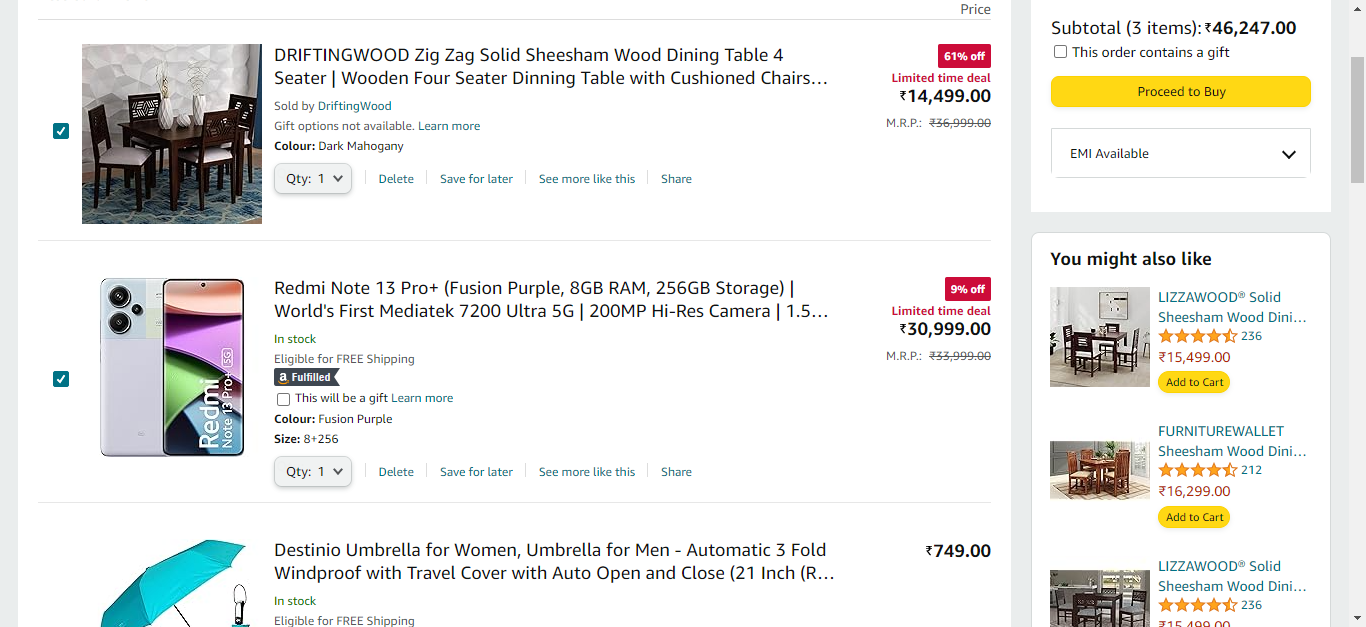 Price
DRIFTINGWOOD Zig Zag Solid Sheesham Wood Dining Table 4
Seater | Wooden Four Seater Dinning Table with Cushioned Chairs…
Sold by DriftingWood
Gift options not available. Learn more
Colour: Dark Mahogany
Qty: 1
Delete
Save for later
See more like this
Share
61% off
Limited time deal
₹14,499.00
M.R.P.: ₹36,999.00
Redmi Note 13 Pro+ (Fusion Purple, 8GB RAM, 256GB Storage) |
World's First Mediatek 7200 Ultra 5G | 200MP Hi-Res Camera | 1.5…
In stock
Eligible for FREE Shipping
a Fulfilled
This will be a gift Learn more
Colour: Fusion Purple
Size: 8+256
Qty: 1
Delete
Save for later
See more like this
Share
9% off
Limited time deal
₹30,999.00
M.R.P.: ₹33,999.00
Redmi
Note 13 Pro+ 5G
Destinio Umbrella for Women, Umbrella for Men - Automatic 3 Fold
Windproof with Travel Cover with Auto Open and Close (21 Inch (R…
In stock
Eligible for FREE Shipping
₹749.00
Subtotal (3 items): ₹46,247.00
This order contains a gift
Proceed to Buy
EMI Available
You might also like
LIZZAWOOD® Solid
Sheesham Wood Dini…
236
₹15,499.00
Add to Cart
FURNITUREWALLET
Sheesham Wood Dini…
212
₹16,299.00
Add to Cart
LIZZAWOOD® Solid
Sheesham Wood Dini…
236
₹15,499.00